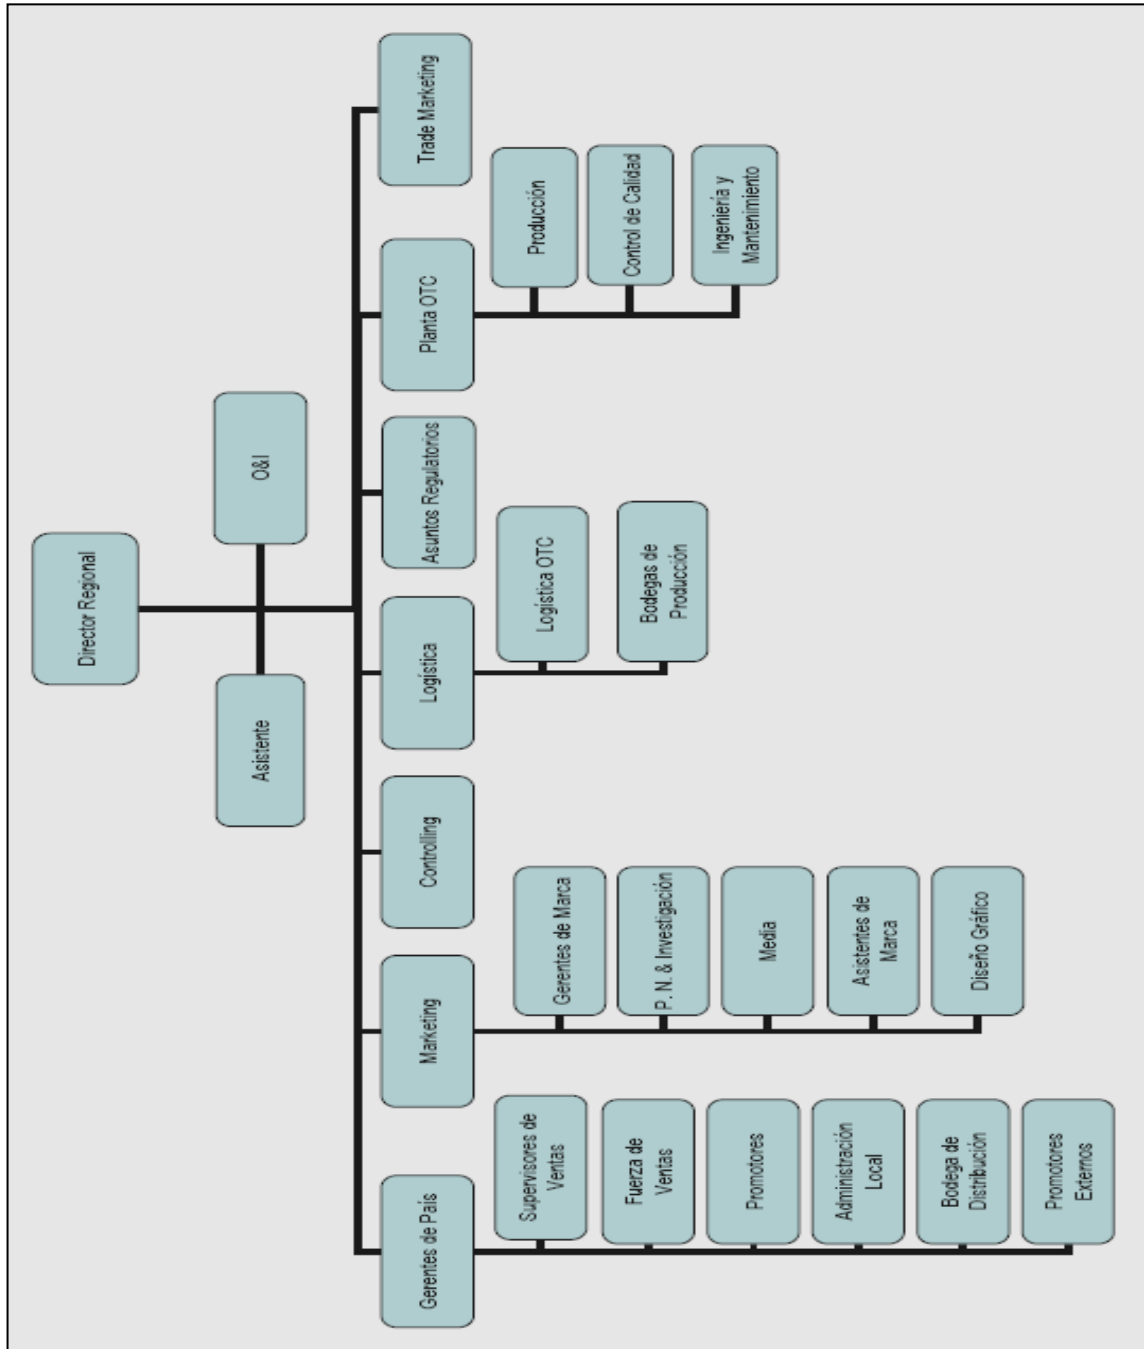 Director Regional
Asistente
O&I
Gerentes de País
Marketing
Controlling
Logística
Asuntos Regulatorios
Planta OTC
Trade Marketing
Supervisores de
Ventas
Fuerza de
Ventas
Promotores
Administración
Local
Bodega de
Distribución
Promotores
Externos
Gerentes de Marca
P. N. & Investigación
Media
Asistentes de
Marca
Diseño Gráfico
Logística OTC
Bodegas de
Producción
Producción
Control de Calidad
Ingeniería y
Mantenimiento